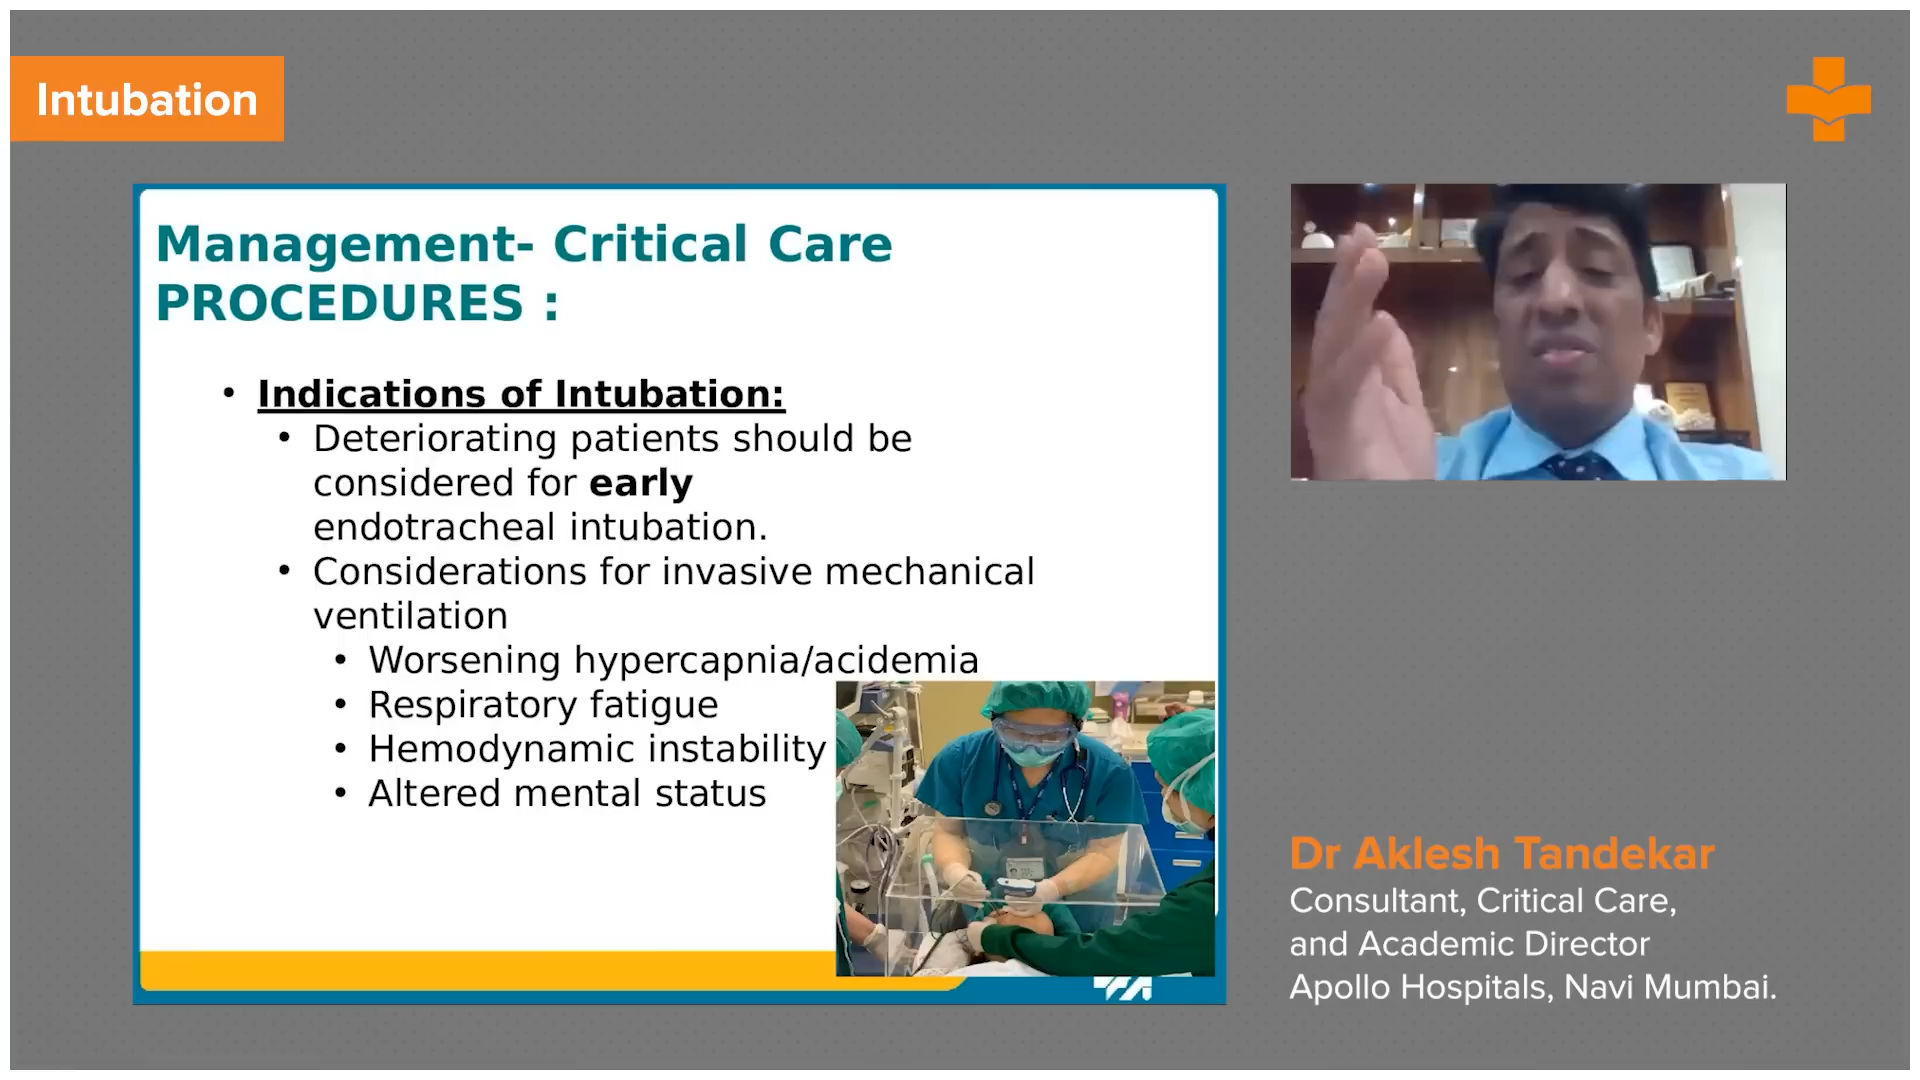 Intubation
Management- Critical Care
PROCEDURES :
• Indications of Intubation:
• Deteriorating patients should be
considered for early
endotracheal intubation.
• Considerations for invasive mechanical
ventilation
• Worsening hypercapnia/acidemia
• Respiratory fatigue
• Hemodynamic instability
• Altered mental status
Dr Aklesh Tandekar
Consultant, Critical Care,
and Academic Director
Apollo Hospitals, Navi Mumbai.